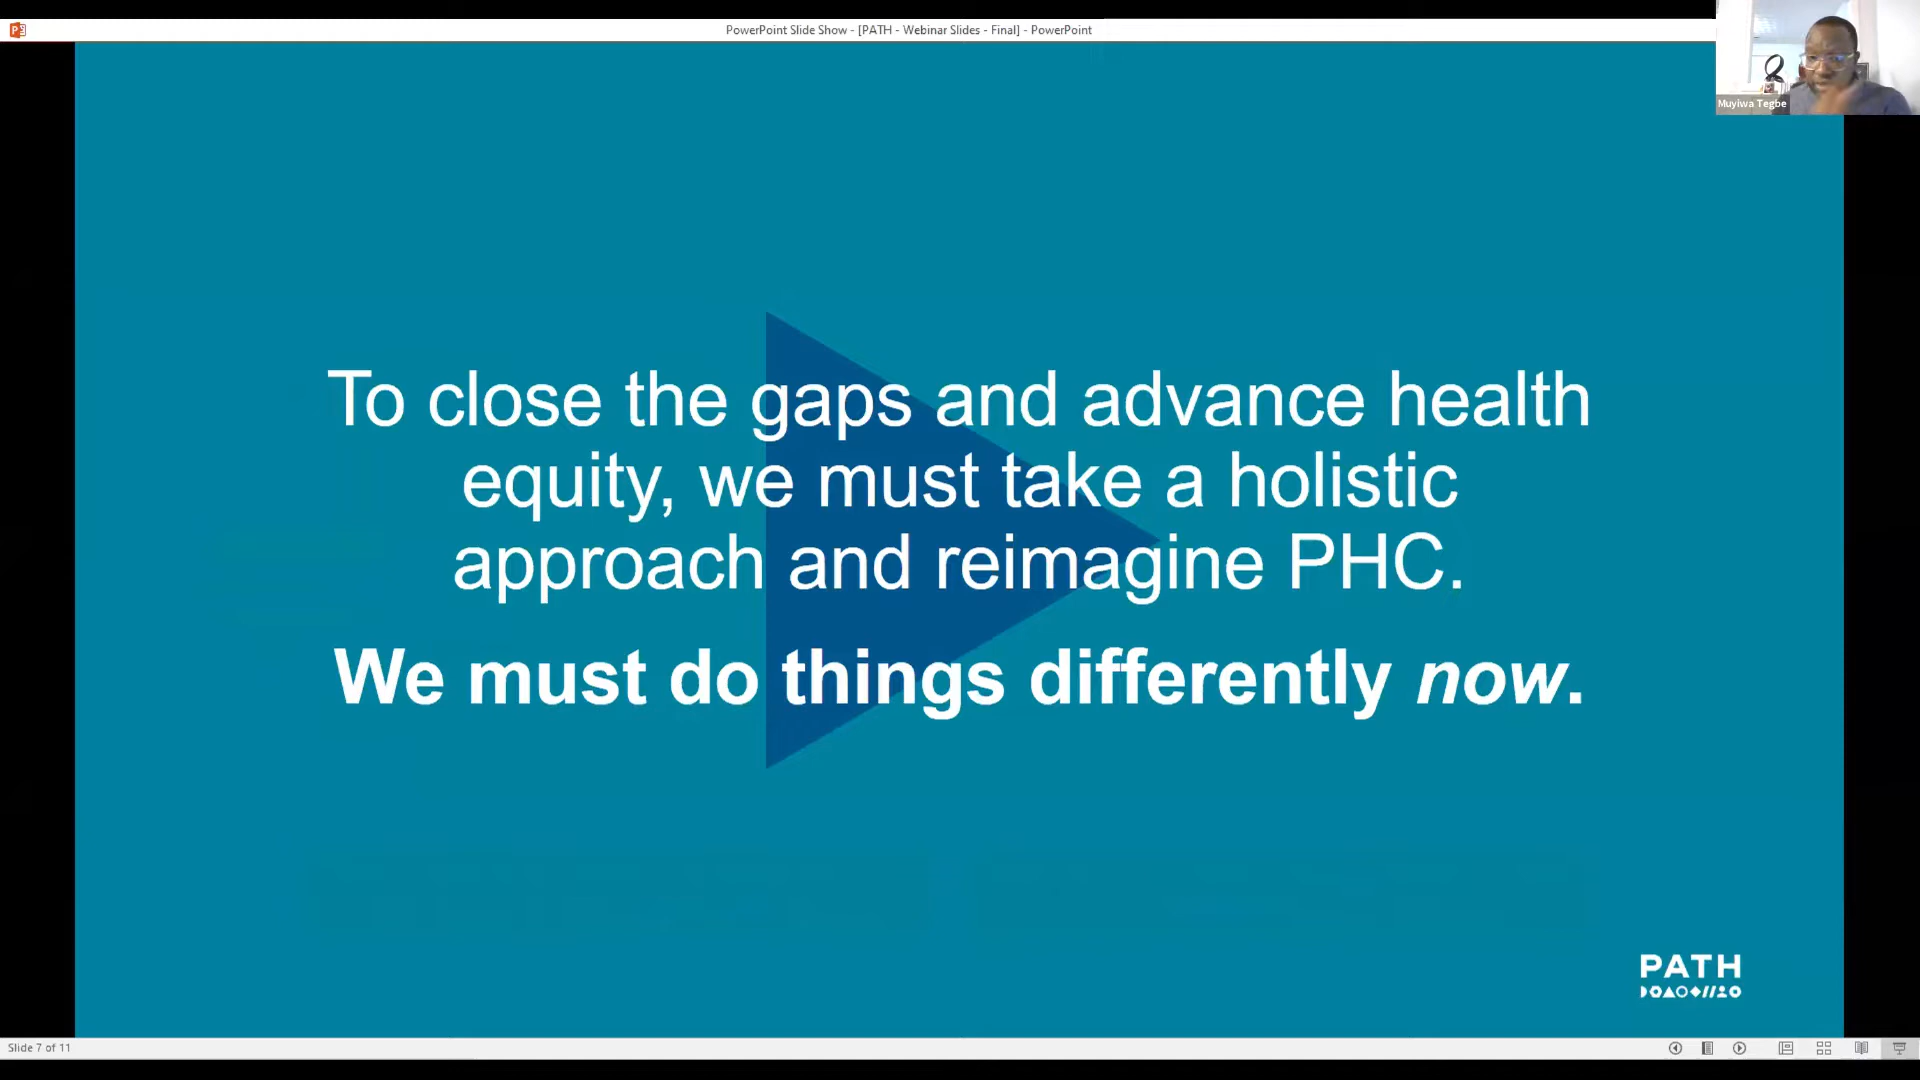 PowerPoint Slide Show - [PATH - Webinar Slides - Final] - PowerPoint
Muyiwa Tegbe
To close the gaps and advance health
equity, we must take a holistic
approach and reimagine PHC.
We must do things differently now.
PATH
Slide 7 of 11